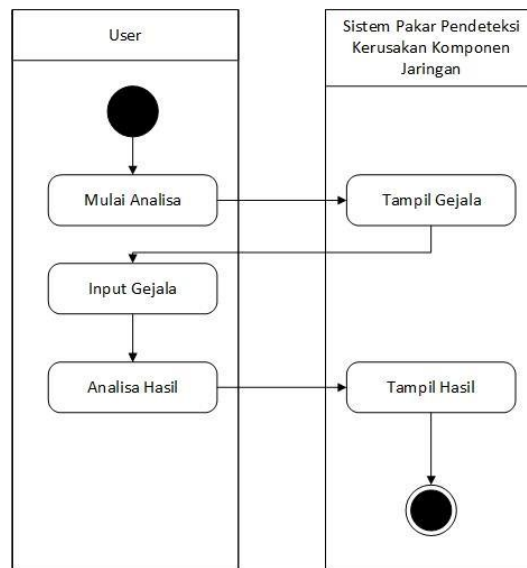 User
Sistem Pakar Pendeteksi
Kerusakan Komponen
Jaringan
Mulai Analisa
Tampil Gejala
Input Gejala
Analisa Hasil
Tampil Hasil